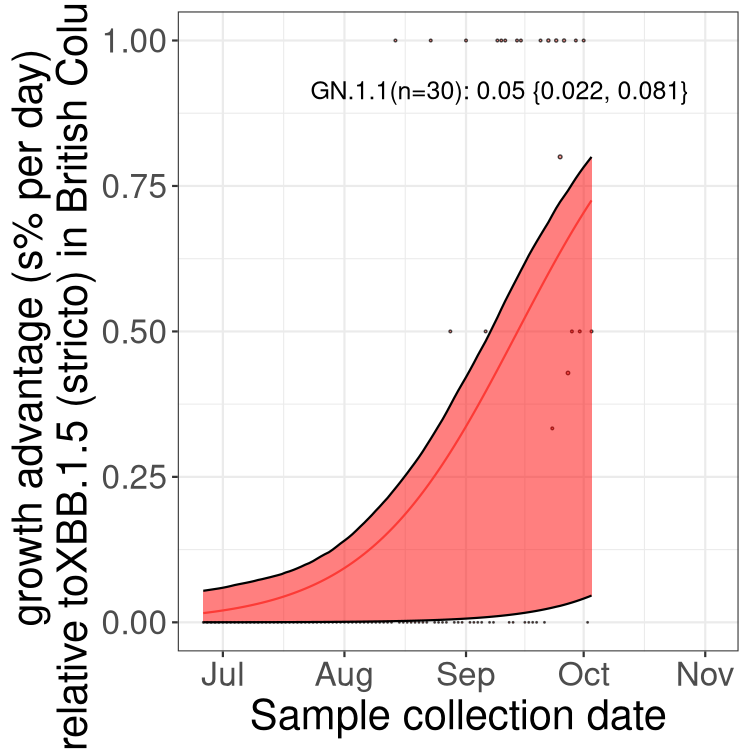 growth advantage (s% per day)
relative toXBB.1.5 (stricto) in British Colu
1.00
0.75
0.50
0.25
0.00
GN.1.1(n=30): 0.05 {0.022, 0.081}
Jul Aug Sep Oct Nov
Sample collection date